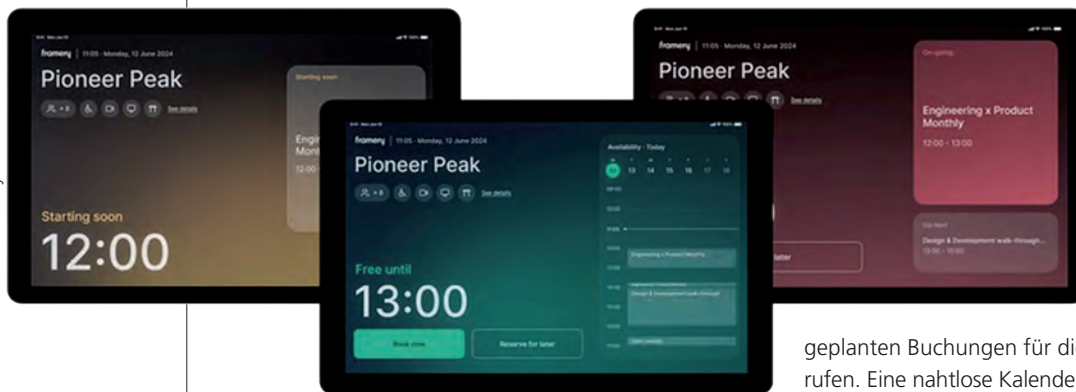 framery | 11:05 - Monday, 12 June 2024
Pioneer Peak
× 8 See details
Starting soon
12:00
Starting soon
framery | 11:05 - Monday, 12 June 2024
Pioneer Peak
× 8 See details
Free until
13:00
Book now
Reserve for later
Availability - Today
12 13 14 15 16 17 18
Engineering x Product Monthly
Design & Development walk-through
framery | 11:05 - Monday, 12 June 2024
Pioneer Peak
See details
later
On-going
Engineering x Product
Monthly
12:00 - 13:00
Up Next
Design & Development walk-through...
geplanten Buchungen für di
rufen. Eine nahtlose Kalende